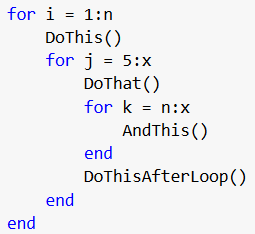 for i = 1:n
    DoThis()
    for j = 5:x
        DoThat()
        for k = n:x
            AndThis()
        end
        DoThisAfterLoop()
    end
end